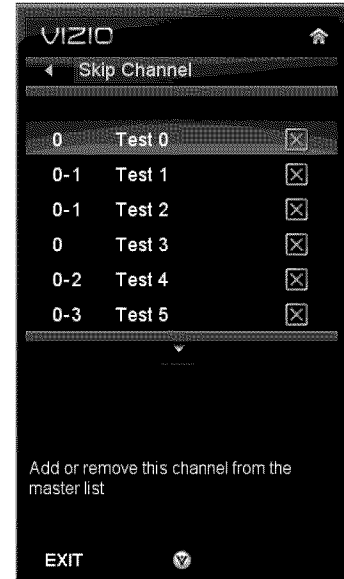 VIZIO
Skip Channel
0 Test 0
0-1 Test 1
0-1 Test 2
0 Test 3
0-2 Test 4
0-3 Test 5
Add or remove this channel from the
master list
EXIT